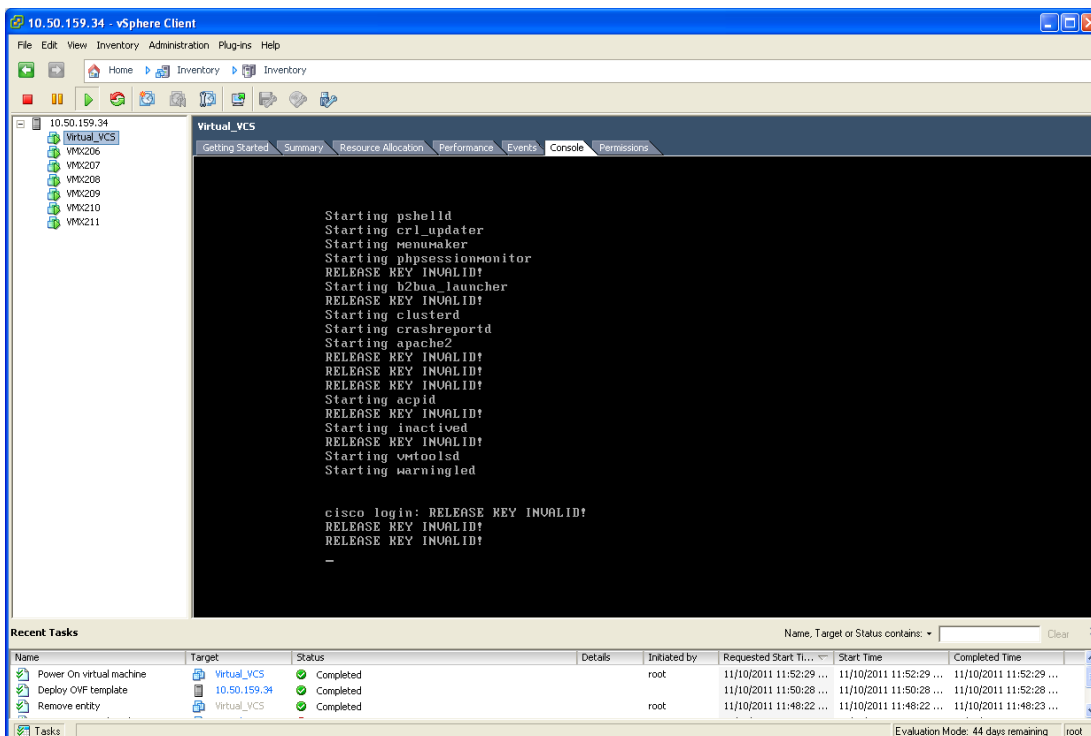 10.50.159.34 - vSphere Client
File Edit View Inventory Administration Plug-ins Help
Home Inventory Inventory
10.50.159.34
Virtual_VCS
VMX206
VMX207
VMX208
VMX209
VMX210
VMX211
Virtual_VCS
Getting Started Summary Resource Allocation Performance Events Console Permissions
Starting pshelld
Starting crl_updater
Starting menumaker
Starting phpsessionmonitor
RELEASE KEY INVALID!
Starting b2bua_launcher
RELEASE KEY INVALID!
Starting clusterd
Starting crashreportd
Starting apache2
RELEASE KEY INVALID!
RELEASE KEY INVALID!
RELEASE KEY INVALID!
Starting acpid
RELEASE KEY INVALID!
Starting inactived
RELEASE KEY INVALID!
Starting vmtoolsd
Starting warningled
cisco login: RELEASE KEY INVALID!
RELEASE KEY INVALID!
RELEASE KEY INVALID!
_
Recent Tasks Name, Target or Status contains: Clear
Name Target Status Details Initiated by Requested Start Ti... Start Time Completed Time
Power On virtual machine Virtual_VCS Completed root 11/10/2011 11:52:29 ... 11/10/2011 11:52:29 ... 11/10/2011 11:52:29 ...
Deploy OVF template 10.50.159.34 Completed 11/10/2011 11:50:28 ... 11/10/2011 11:50:28 ... 11/10/2011 11:52:28 ...
Remove entity Virtual_VCS Completed root 11/10/2011 11:48:22 ... 11/10/2011 11:48:22 ... 11/10/2011 11:48:23 ...
Tasks Evaluation Mode: 44 days remaining root